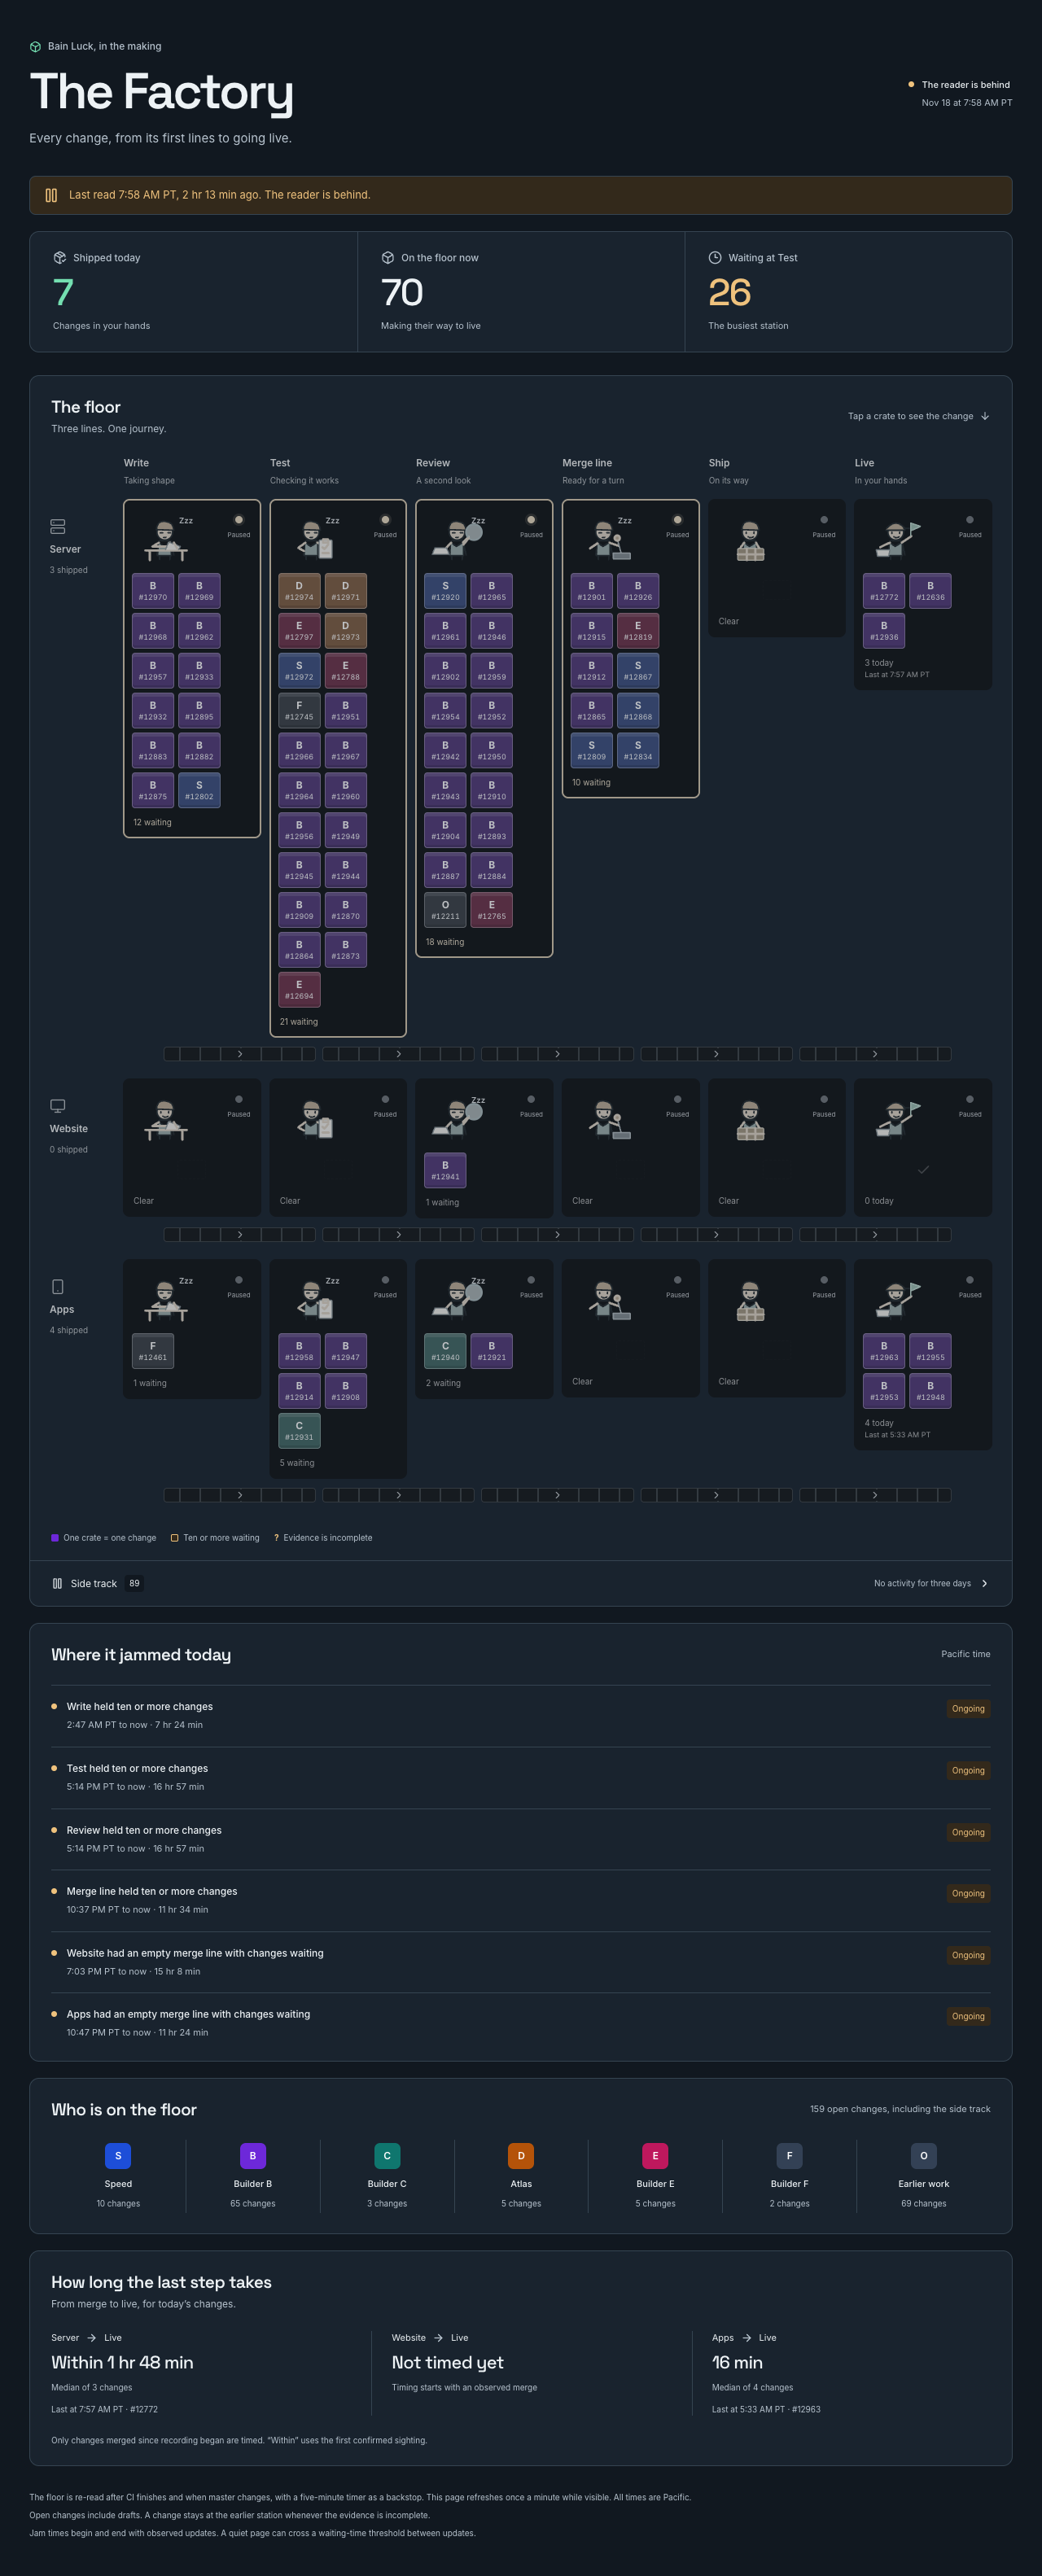 Bain Luck, in the making
The Factory
Every change, from its first lines to going live.
The reader is behind
Nov 18 at 7:58 AM PT
Last read 7:58 AM PT, 2 hr 13 min ago. The reader is behind.
Shipped today
7
Changes in your hands
On the floor now
70
Making their way to live
Waiting at Test
26
The busiest station
The floor
Three lines. One journey.
Tap a crate to see the change
Write
Taking shape
Test
Checking it works
Review
A second look
Merge line
Ready for a turn
Ship
On its way
Live
In your hands
Server
3 shipped
Zzz
Paused
B #12970
B #12969
B #12968
B #12962
B #12957
B #12933
B #12932
B #12895
B #12883
B #12882
B #12875
S #12802
12 waiting
Zzz
Paused
D #12974
D #12971
E #12797
D #12973
S #12972
E #12788
F #12745
B #12951
B #12966
B #12967
B #12964
B #12960
B #12956
B #12949
B #12945
B #12944
B #12909
B #12870
B #12864
B #12873
E #12694
21 waiting
Zzz
Paused
S #12920
B #12965
B #12961
B #12946
B #12902
B #12959
B #12954
B #12952
B #12942
B #12950
B #12943
B #12910
B #12904
B #12893
B #12887
B #12884
O #12211
E #12765
18 waiting
Zzz
Paused
B #12901
B #12926
B #12915
E #12819
B #12912
S #12867
B #12865
S #12868
S #12809
S #12834
10 waiting
Paused
Clear
Paused
B #12772
B #12636
B #12936
3 today
Last at 7:57 AM PT
Website
0 shipped
Paused
Clear
Paused
Clear
Zzz
Paused
B #12941
1 waiting
Paused
Clear
Paused
Clear
Paused
0 today
Apps
4 shipped
Zzz
Paused
F #12461
1 waiting
Zzz
Paused
B #12958
B #12947
B #12914
B #12908
C #12931
5 waiting
Zzz
Paused
C #12940
B #12921
2 waiting
Paused
Clear
Paused
Clear
Paused
B #12963
B #12955
B #12953
B #12948
4 today
Last at 5:33 AM PT
One crate = one change
Ten or more waiting
? Evidence is incomplete
Side track 89
No activity for three days
Where it jammed today
Pacific time
Write held ten or more changes
2:47 AM PT to now · 7 hr 24 min
Ongoing
Test held ten or more changes
5:14 PM PT to now · 16 hr 57 min
Ongoing
Review held ten or more changes
5:14 PM PT to now · 16 hr 57 min
Ongoing
Merge line held ten or more changes
10:37 PM PT to now · 11 hr 34 min
Ongoing
Website had an empty merge line with changes waiting
7:03 PM PT to now · 15 hr 8 min
Ongoing
Apps had an empty merge line with changes waiting
10:47 PM PT to now · 11 hr 24 min
Ongoing
Who is on the floor
159 open changes, including the side track
S
Speed
10 changes
B
Builder B
65 changes
C
Builder C
3 changes
D
Atlas
5 changes
E
Builder E
5 changes
F
Builder F
2 changes
O
Earlier work
69 changes
How long the last step takes
From merge to live, for today's changes.
Server → Live
Within 1 hr 48 min
Median of 3 changes
Last at 7:57 AM PT · #12772
Website → Live
Not timed yet
Timing starts with an observed merge
Apps → Live
16 min
Median of 4 changes
Last at 5:33 AM PT · #12963
Only changes merged since recording began are timed. “Within” uses the first confirmed sighting.
The floor is re-read after CI finishes and when master changes, with a five-minute timer as a backstop. This page refreshes once a minute while visible. All times are Pacific.
Open changes include drafts. A change stays at the earlier station whenever the evidence is incomplete.
Jam times begin and end with observed updates. A quiet page can cross a waiting-time threshold between updates.